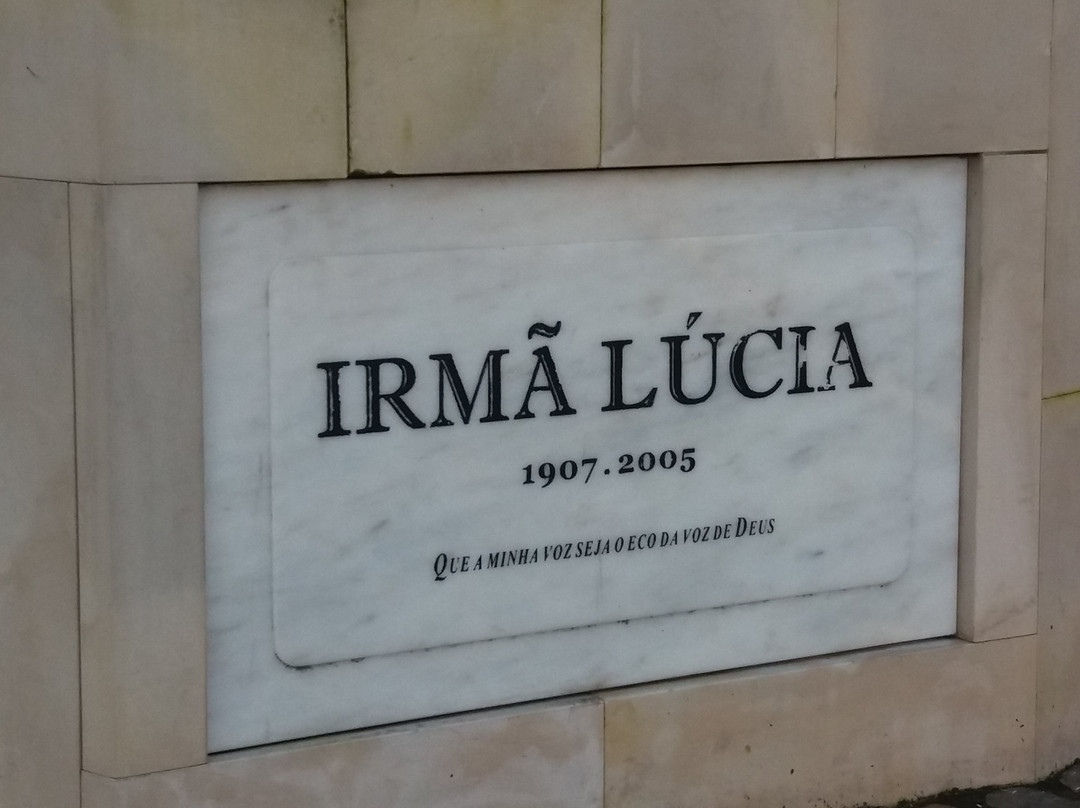 IRMÃ LÚCIA
1907.2005
QUE A MINHA VOZ SEJA O ECO DA VOZ DE DEUS